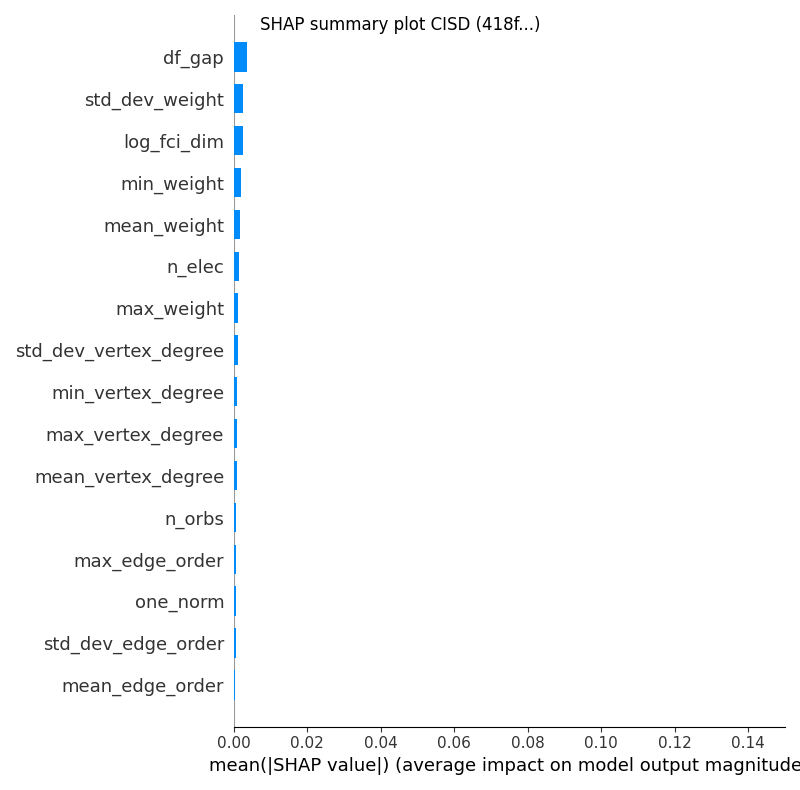 SHAP summary plot CISD (418f...)
df_gap
std_dev_weight
log_fci_dim
min_weight
mean_weight
n_elec
max_weight
std_dev_vertex_degree
min_vertex_degree
max_vertex_degree
mean_vertex_degree
n_orbs
max_edge_order
one_norm
std_dev_edge_order
mean_edge_order
0.00 0.02 0.04 0.06 0.08 0.10 0.12 0.14
mean(|SHAP value|) (average impact on model output magnitude